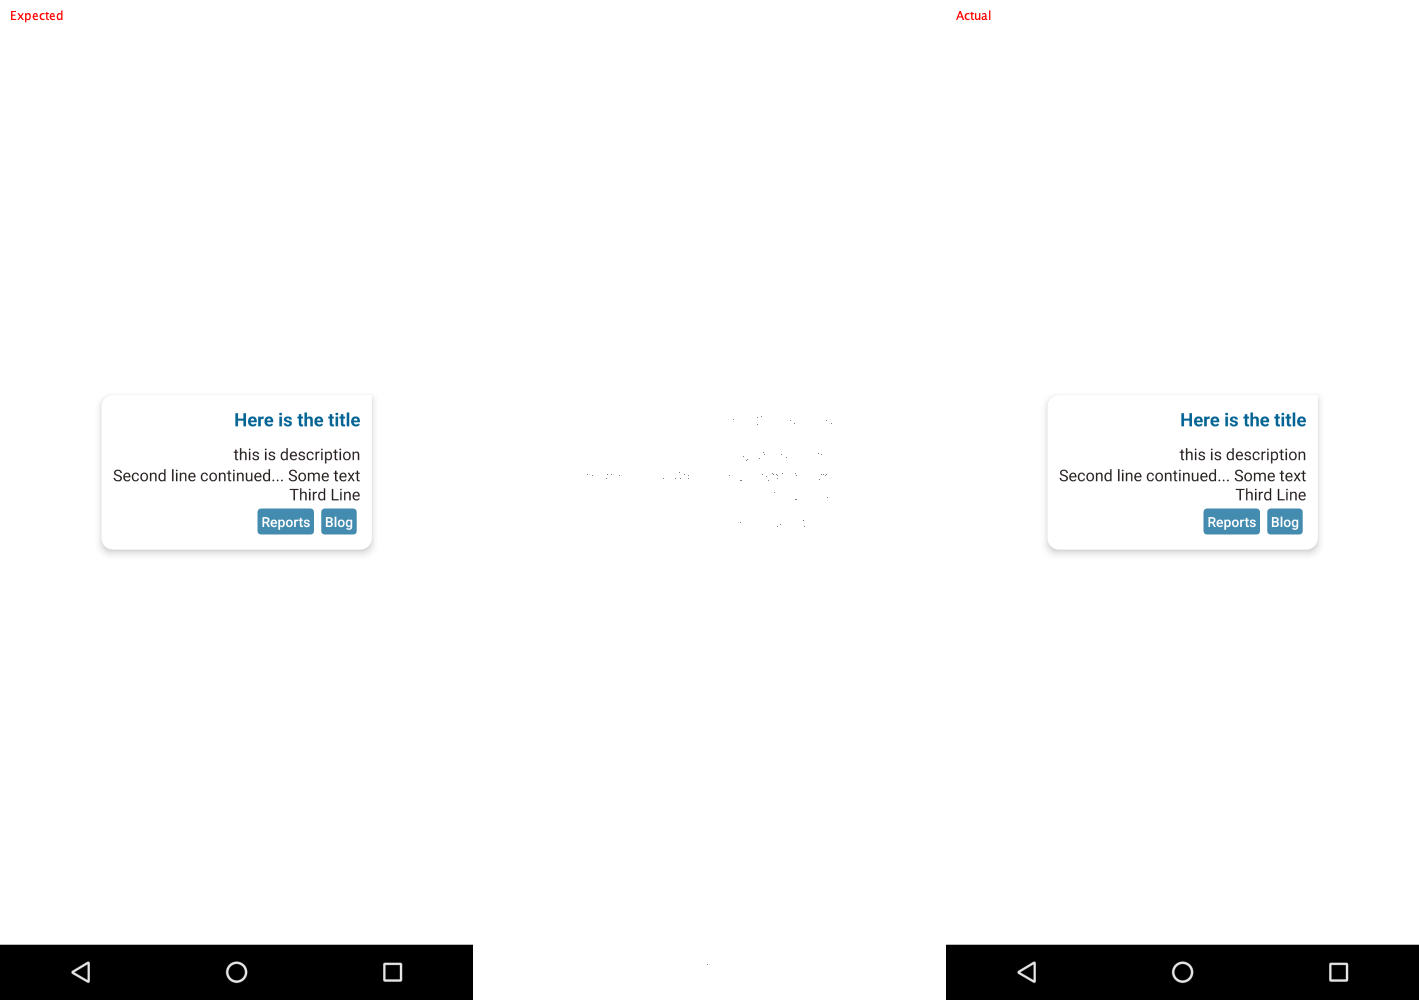 Expected
Actual
Here is the title
this is description
Second line continued... Some text
Third Line
Reports Blog
Here is the title
this is description
Second line continued... Some text
Third Line
Reports Blog